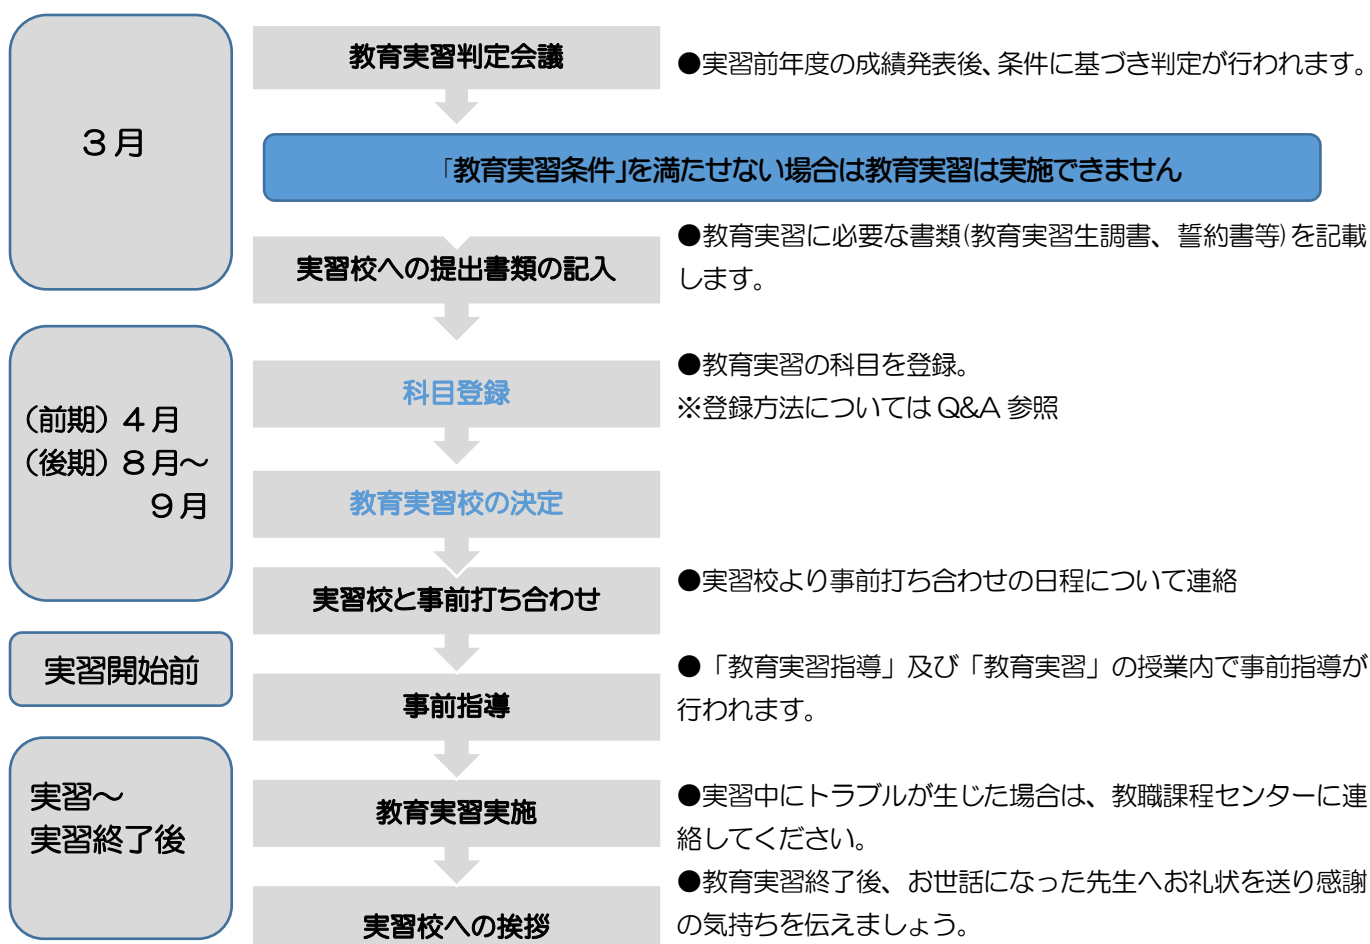 3月
教育実習判定会議
●実習前年度の成績発表後、条件に基づき判定が行われます。
「教育実習条件」を満たせない場合は教育実習は実施できません
実習校への提出書類の記入
●教育実習に必要な書類(教育実習生調書、誓約書等)を記載
します。
(前期) 4月
(後期) 8月～
9月
科目登録
●教育実習の科目を登録。
※登録方法については Q&A 参照
教育実習校の決定
実習校と事前打ち合わせ
●実習校より事前打ち合わせの日程について連絡
実習開始前
事前指導
●「教育実習指導」及び「教育実習」の授業内で事前指導が
行われます。
実習～
実習終了後
教育実習実施
●実習中にトラブルが生じた場合は、教職課程センターに連
絡してください。
実習校への挨拶
●教育実習終了後、お世話になった先生へお礼状を送り感謝
の気持ちを伝えましょう。